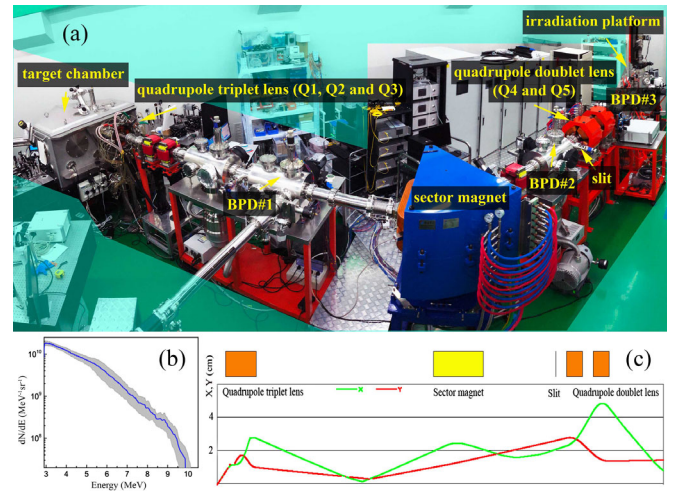 (a)
irradiation platform
target chamber
quadrupole triplet lens (Q1, Q2 and Q3)
quadrupole doublet lens
(Q4 and Q5)
BPD#3
BPD#1
sector magnet
BPD#2
slit
(b)
dN/dE (MeV⁻¹sr⁻¹)
10¹⁰
10⁹
10⁸
3 4 5 6 7 8 9 10
Energy (MeV)
(c)
X, Y (cm)
Quadrupole triplet lens
Sector magnet
Slit
Quadrupole doublet lens
X
Y
4
2